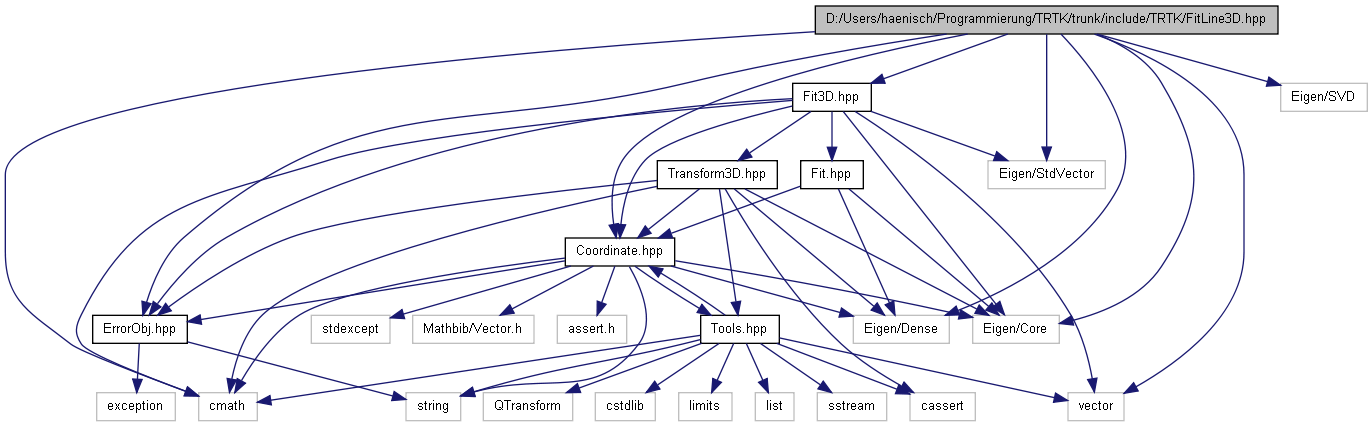 D:/Users/haenisch/Programmierung/TRTK/trunk/include/TRTK/FitLine3D.hpp
Fit3D.hpp
Eigen/SVD
Transform3D.hpp
Fit.hpp
Eigen/StdVector
Coordinate.hpp
ErrorObj.hpp
stdexcept
Mathbib/Vector.h
assert.h
Tools.hpp
Eigen/Dense
Eigen/Core
exception
cmath
string
QTransform
cstdlib
limits
list
sstream
cassert
vector